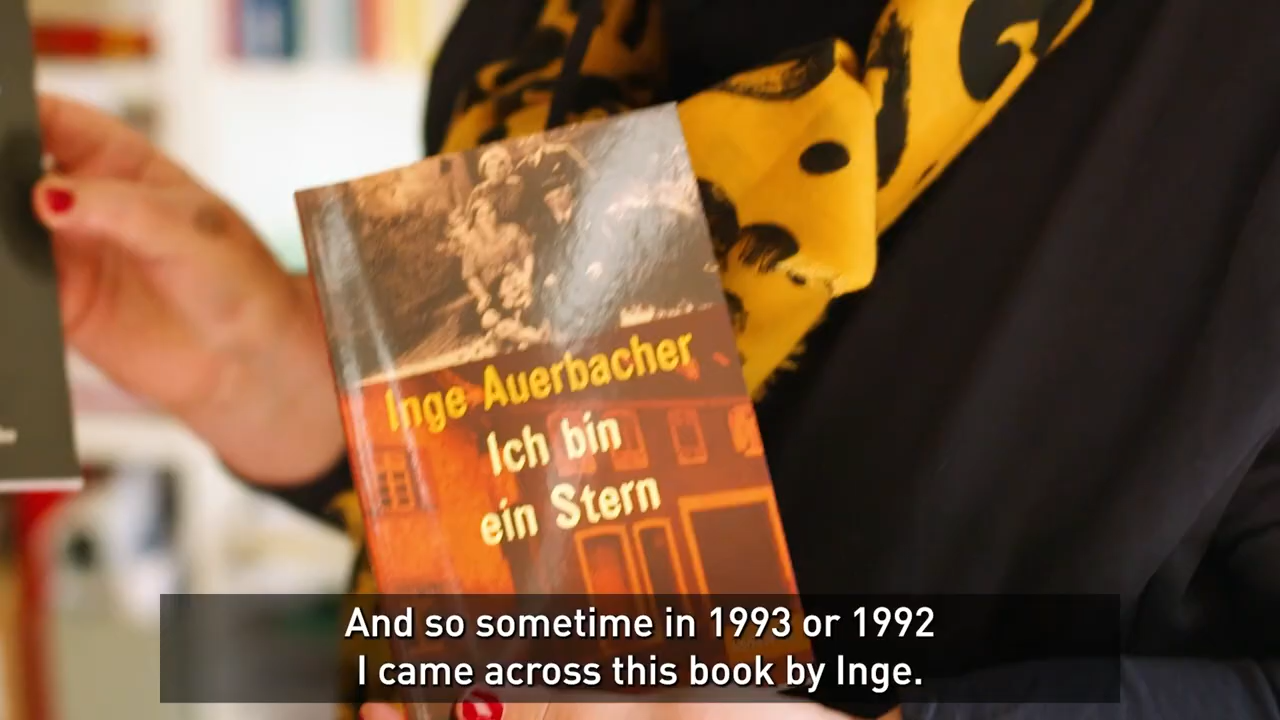 Inge Auerbacher
Ich bin
ein Stern
And so sometime in 1993 or 1992
I came across this book by Inge.